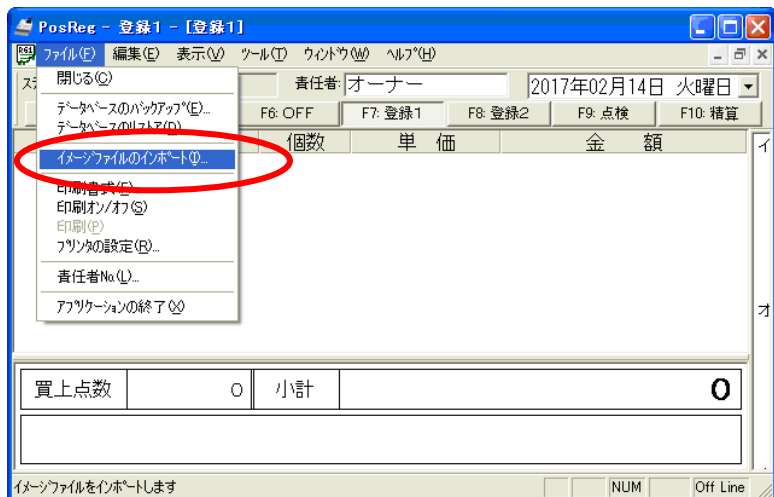 PosReg - 登録1 - [登録1]
ファイル(F) 編集(E) 表示(V) ツール(T) ウィンドウ(W) ヘルプ(H)
責任者: オーナー 2017年02月14日 火曜日
F6: OFF F7: 登録1 F8: 登録2 F9: 点検 F10: 精算
個数 単価 金額
閉じる(C)
データベースのバックアップ(E)...
データベースのリストア(D)...
イメージファイルのインポート(I)...
印刷書式(F)...
印刷オン/オフ(S)
印刷(P)
プリンタの設定(R)...
責任者No.(L)...
アプリケーションの終了(X)
買上点数 0 小計 0
イメージファイルをインポートします NUM Off Line